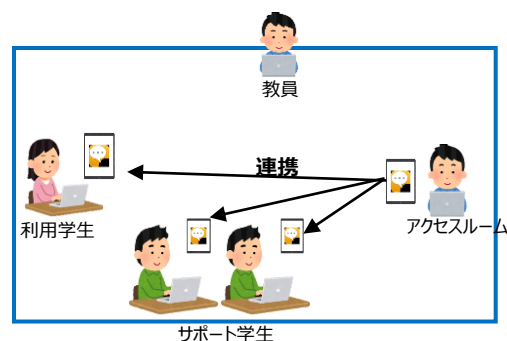 教員
連携
利用学生
アクセスルーム
サポート学生